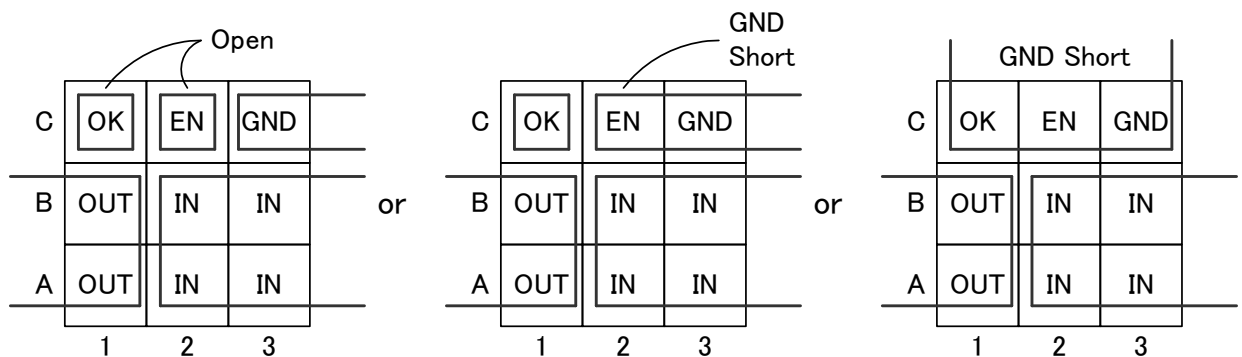 Open
GND
Short
GND Short
C OK EN GND
C OK EN GND
C OK EN GND
B OUT IN IN
or
B OUT IN IN
or
B OUT IN IN
A OUT IN IN
A OUT IN IN
A OUT IN IN
1 2 3
1 2 3
1 2 3